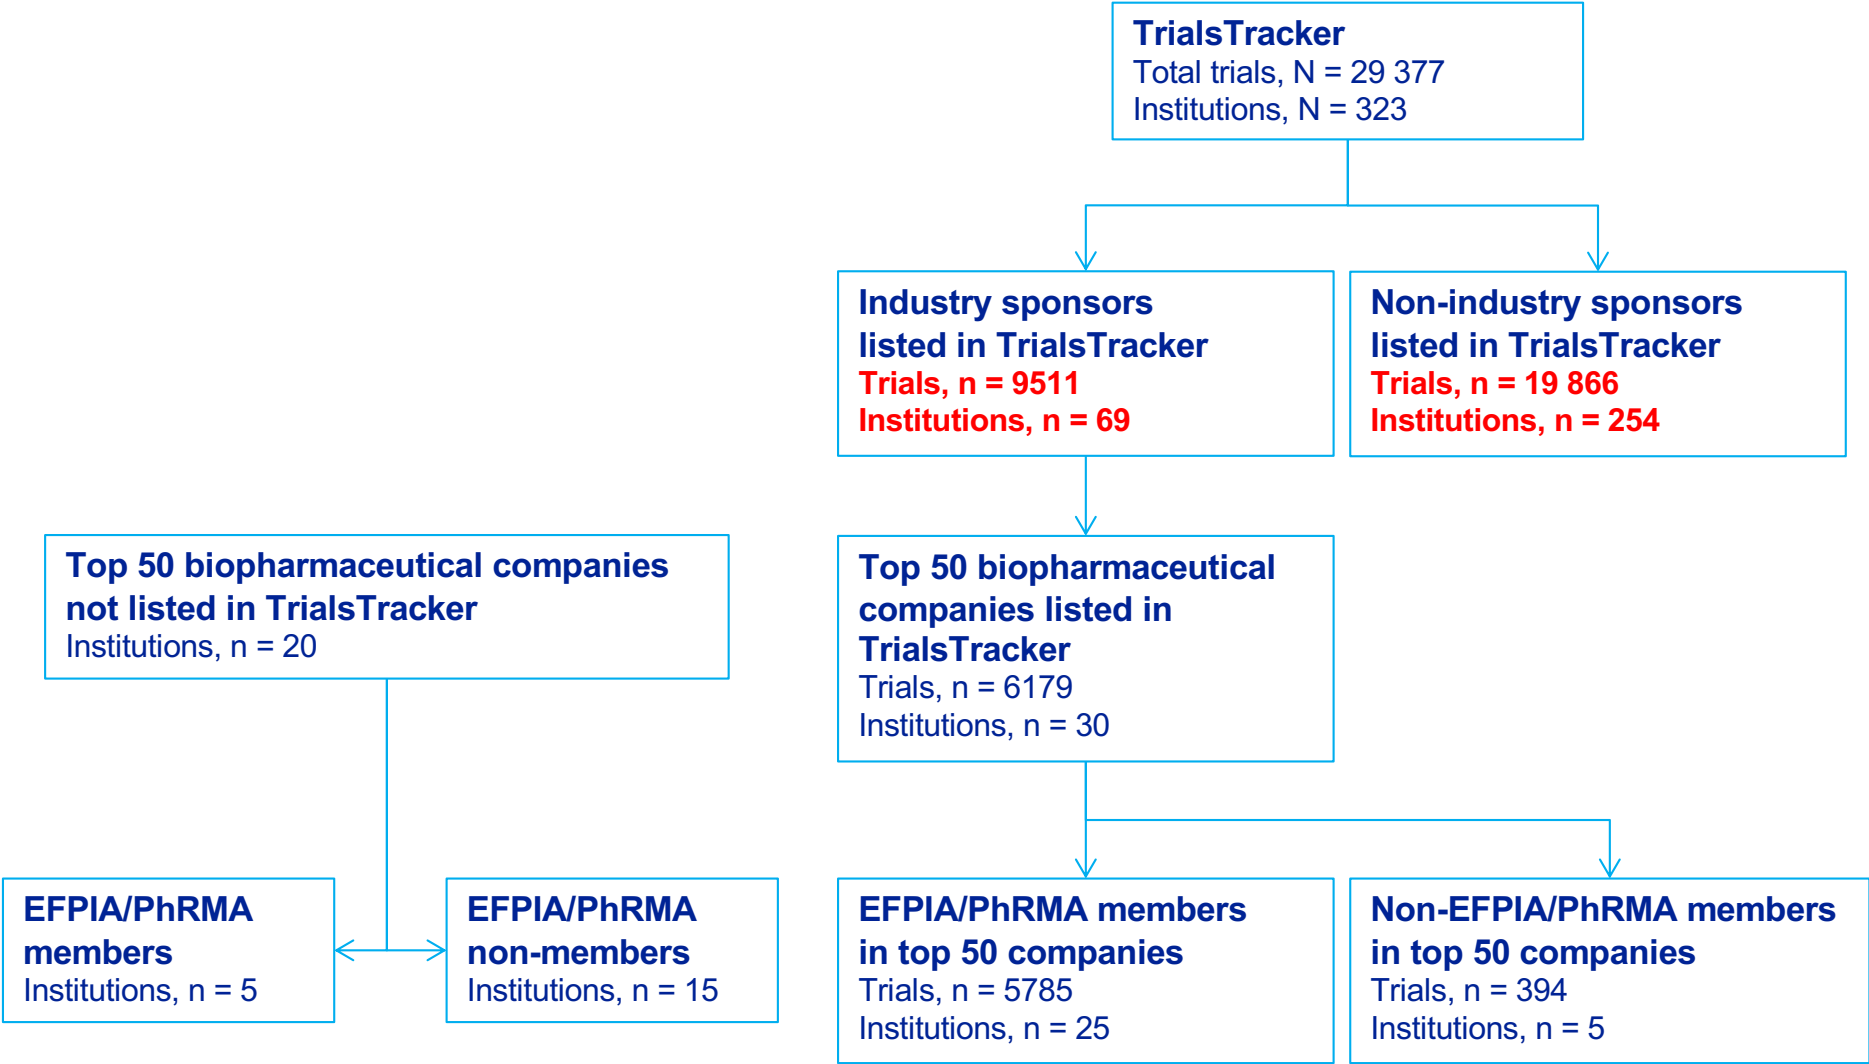 TrialsTracker
Total trials, N = 29 377
Institutions, N = 323
Industry sponsors
listed in TrialsTracker
Trials, n = 9511
Institutions, n = 69
Non-industry sponsors
listed in TrialsTracker
Trials, n = 19 866
Institutions, n = 254
Top 50 biopharmaceutical companies
not listed in TrialsTracker
Institutions, n = 20
Top 50 biopharmaceutical
companies listed in
TrialsTracker
Trials, n = 6179
Institutions, n = 30
EFPIA/PhRMA
members
Institutions, n = 5
EFPIA/PhRMA
non-members
Institutions, n = 15
EFPIA/PhRMA members
in top 50 companies
Trials, n = 5785
Institutions, n = 25
Non-EFPIA/PhRMA members
in top 50 companies
Trials, n = 394
Institutions, n = 5